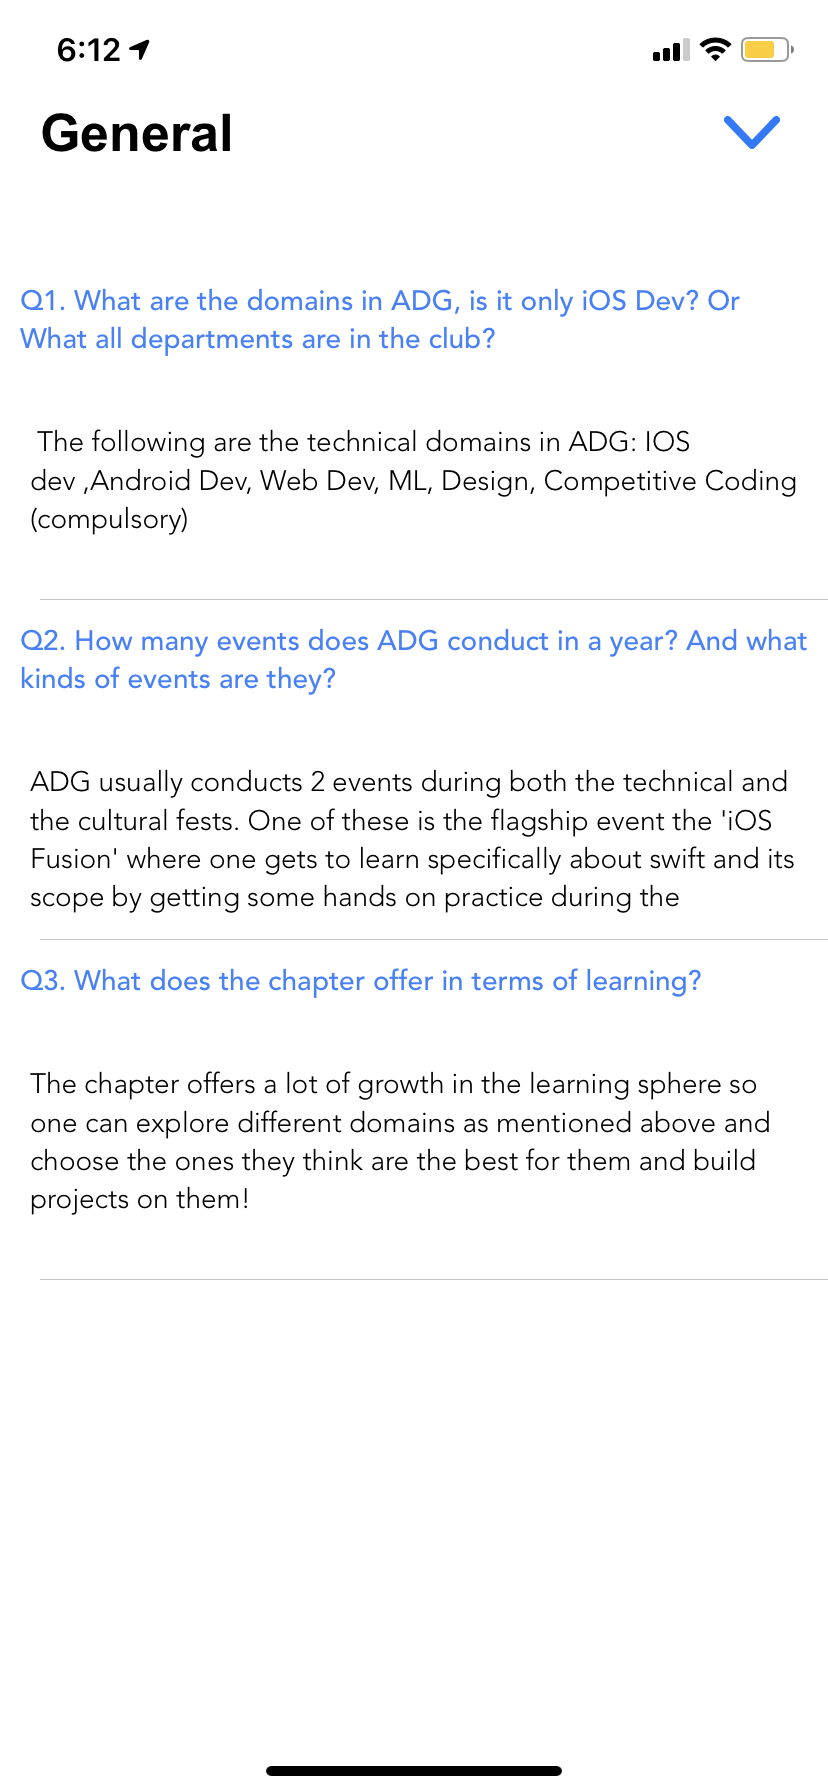 6:12
General
Q1. What are the domains in ADG, is it only iOS Dev? Or
What all departments are in the club?
The following are the technical domains in ADG: IOS
dev ,Android Dev, Web Dev, ML, Design, Competitive Coding
(compulsory)
Q2. How many events does ADG conduct in a year? And what
kinds of events are they?
ADG usually conducts 2 events during both the technical and
the cultural fests. One of these is the flagship event the 'iOS
Fusion' where one gets to learn specifically about swift and its
scope by getting some hands on practice during the
Q3. What does the chapter offer in terms of learning?
The chapter offers a lot of growth in the learning sphere so
one can explore different domains as mentioned above and
choose the ones they think are the best for them and build
projects on them!